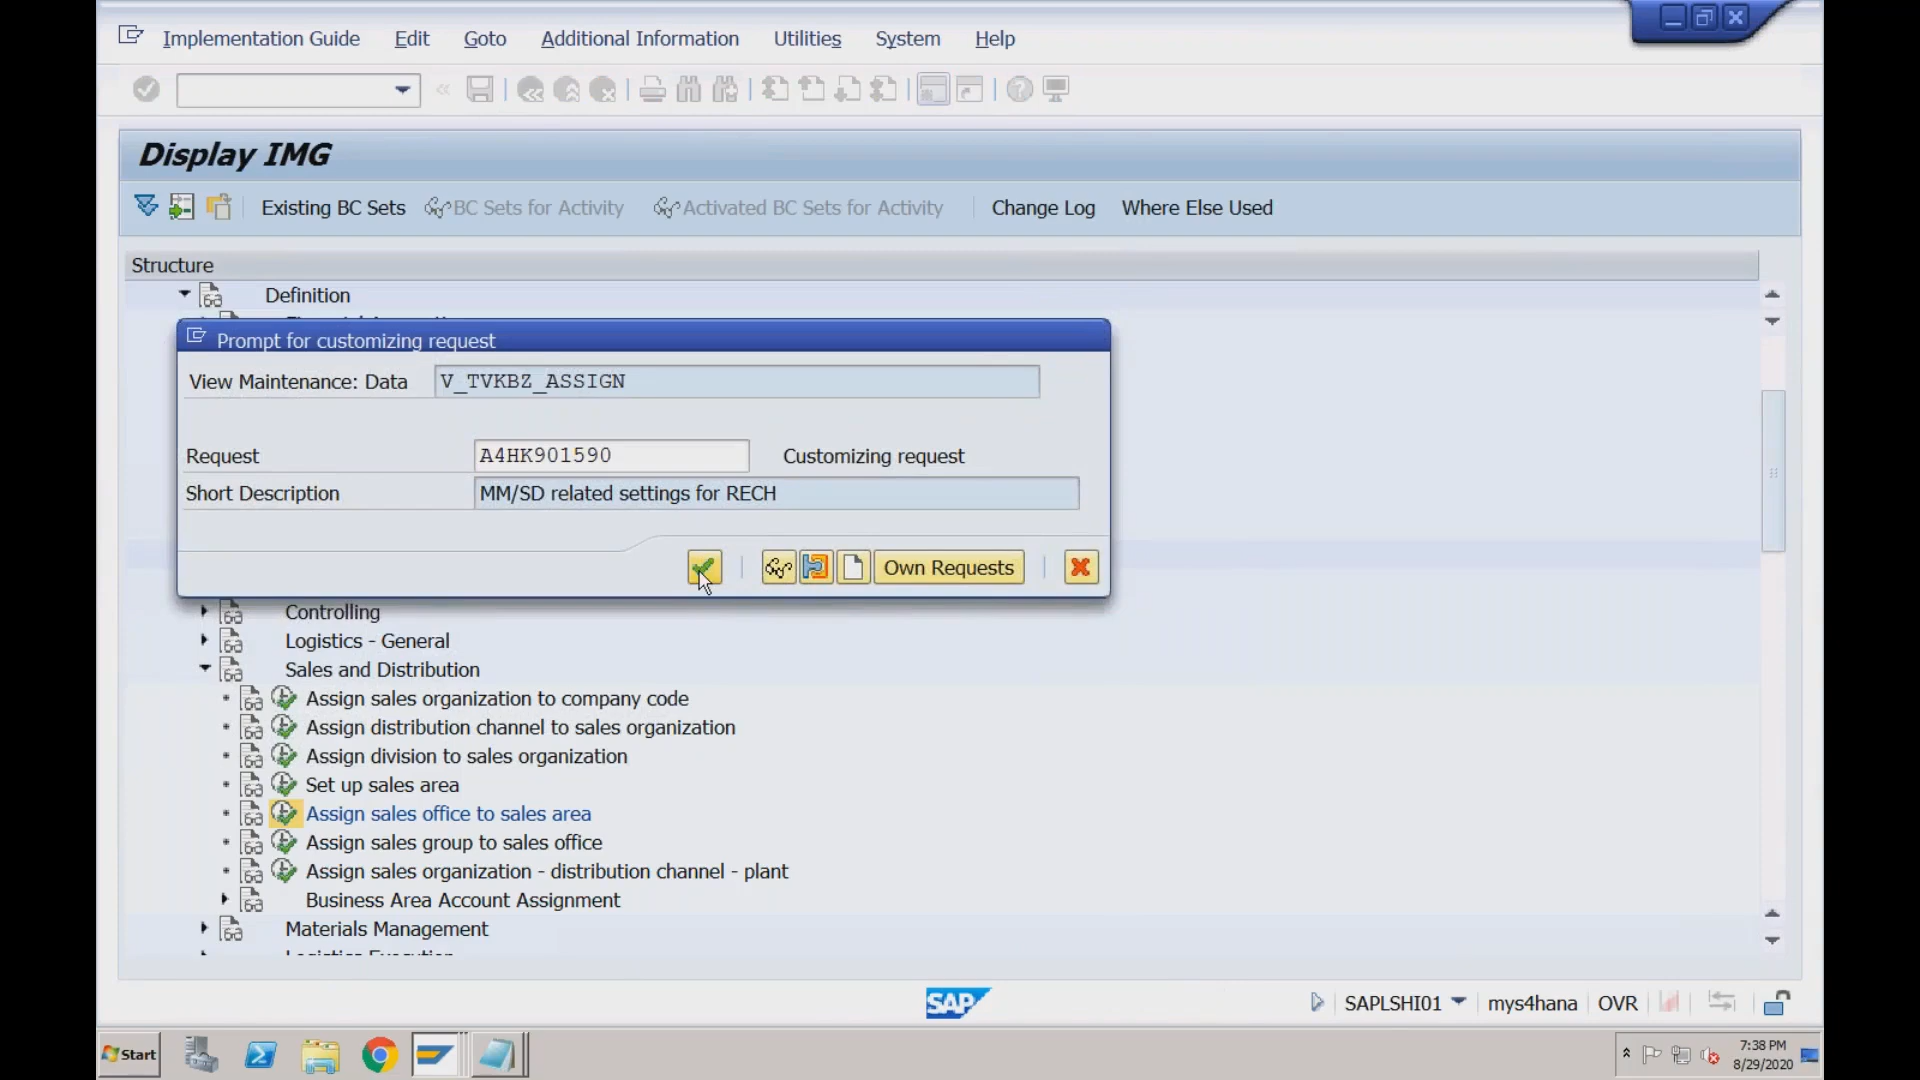 Implementation Guide Edit Goto Additional Information Utilities System Help
Display IMG
Existing BC Sets BC Sets for Activity Activated BC Sets for Activity Change Log Where Else Used
Structure
Definition
Prompt for customizing request
View Maintenance: Data V_TVKBZ_ASSIGN
Request A4HK901590 Customizing request
Short Description MM/SD related settings for RECH
Own Requests
Controlling
Logistics - General
Sales and Distribution
Assign sales organization to company code
Assign distribution channel to sales organization
Assign division to sales organization
Set up sales area
Assign sales office to sales area
Assign sales group to sales office
Assign sales organization - distribution channel - plant
Business Area Account Assignment
Materials Management
Logistics Execution
SAP SAPLSHI01 mys4hana OVR
Start 7:38 PM
8/29/2020